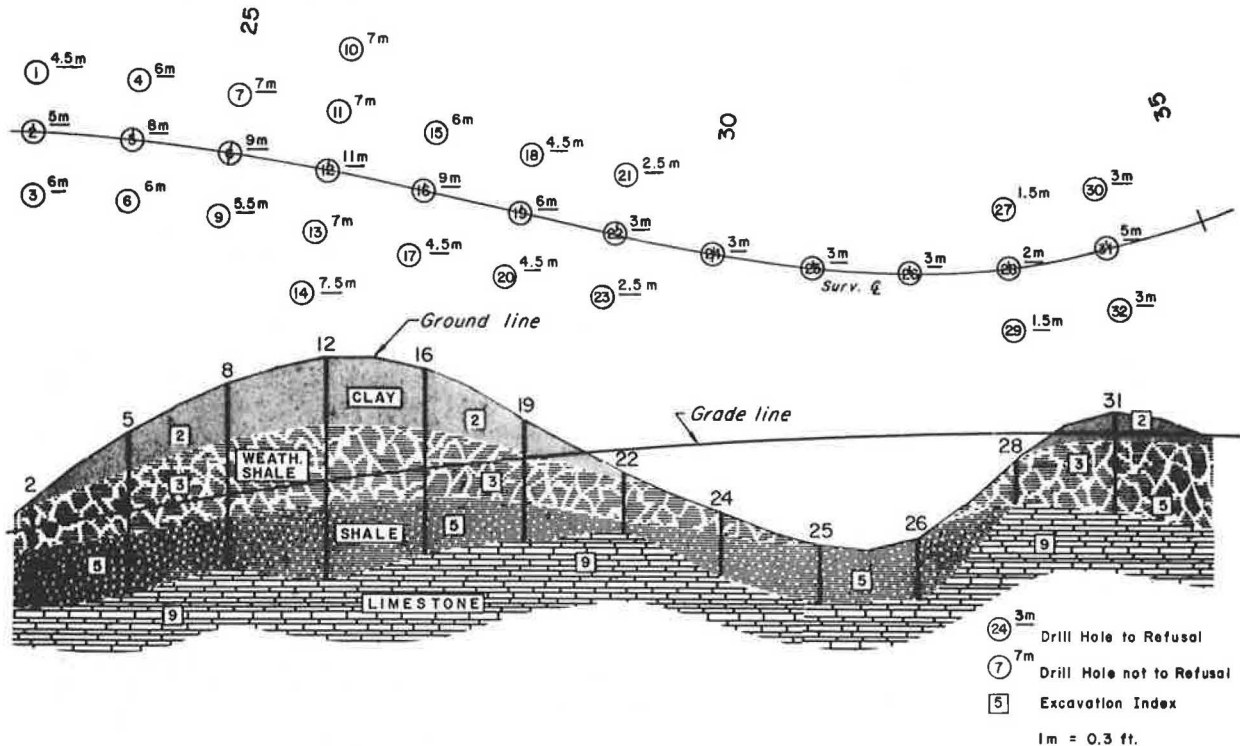 25
30
35
1 4.5m
4 6m
7 7m
10 7m
11 7m
15 6m
18 4.5m
21 2.5 m
27 1.5m
30 3m
2 5m
5 8m
8 9m
12 11m
16 9m
19 6m
22 3m
24 3m
25 3m
26 3m
28 2m
31 5m
Surv. ℄
3 6m
6 6m
9 5.5m
13 7m
17 4.5m
20 4.5m
23 2.5 m
14 7.5m
29 1.5m
32 3m
Ground line
Grade line
2
5
8
12
16
19
22
24
25
26
28
31
CLAY
2
2
2
WEATH.
SHALE
3
3
3
SHALE
5
5
5
5
LIMESTONE
9
9
9
24 3m Drill Hole to Refusal
7 7m Drill Hole not to Refusal
5 Excavation Index
1m = 0.3 ft.